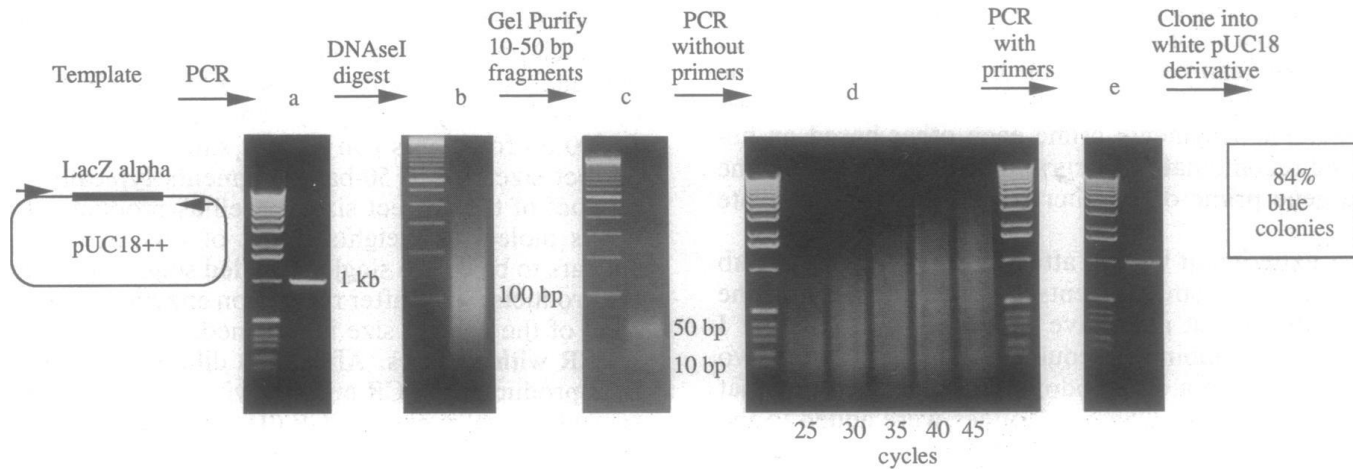 Template
PCR
a
DNAseI
digest
b
Gel Purify
10-50 bp
fragments
c
PCR
without
primers
d
PCR
with
primers
e
Clone into
white pUC18
derivative
LacZ alpha
pUC18++
1 kb
100 bp
50 bp
10 bp
25 30 35 40 45
cycles
84%
blue
colonies